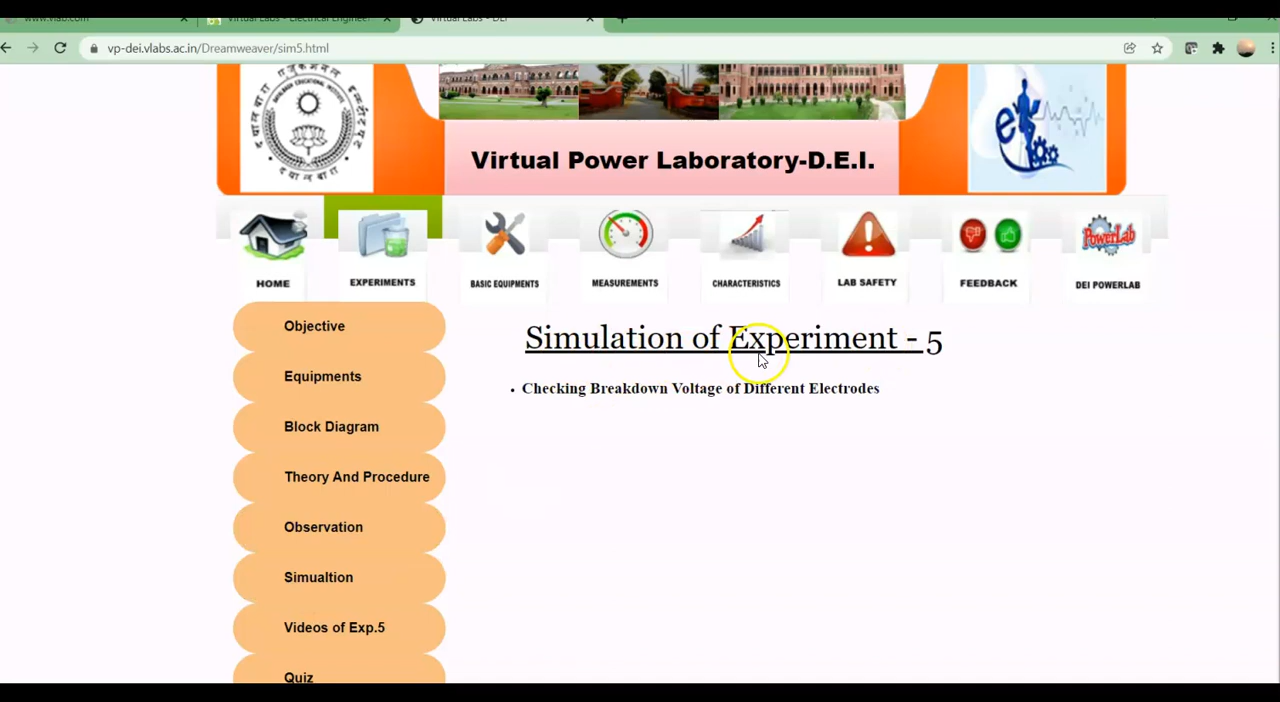 www.vlab.com
Virtual Labs - Electrical Engineer
Virtual Labs - DEI
vp-dei.vlabs.ac.in/Dreamweaver/sim5.html
Virtual Power Laboratory-D.E.I.
HOME
EXPERIMENTS
BASIC EQUIPMENTS
MEASUREMENTS
CHARACTERISTICS
LAB SAFETY
FEEDBACK
PowerLab
DEI POWERLAB
Objective
Equipments
Block Diagram
Theory And Procedure
Observation
Simualtion
Videos of Exp.5
Quiz
Simulation of Experiment - 5
• Checking Breakdown Voltage of Different Electrodes